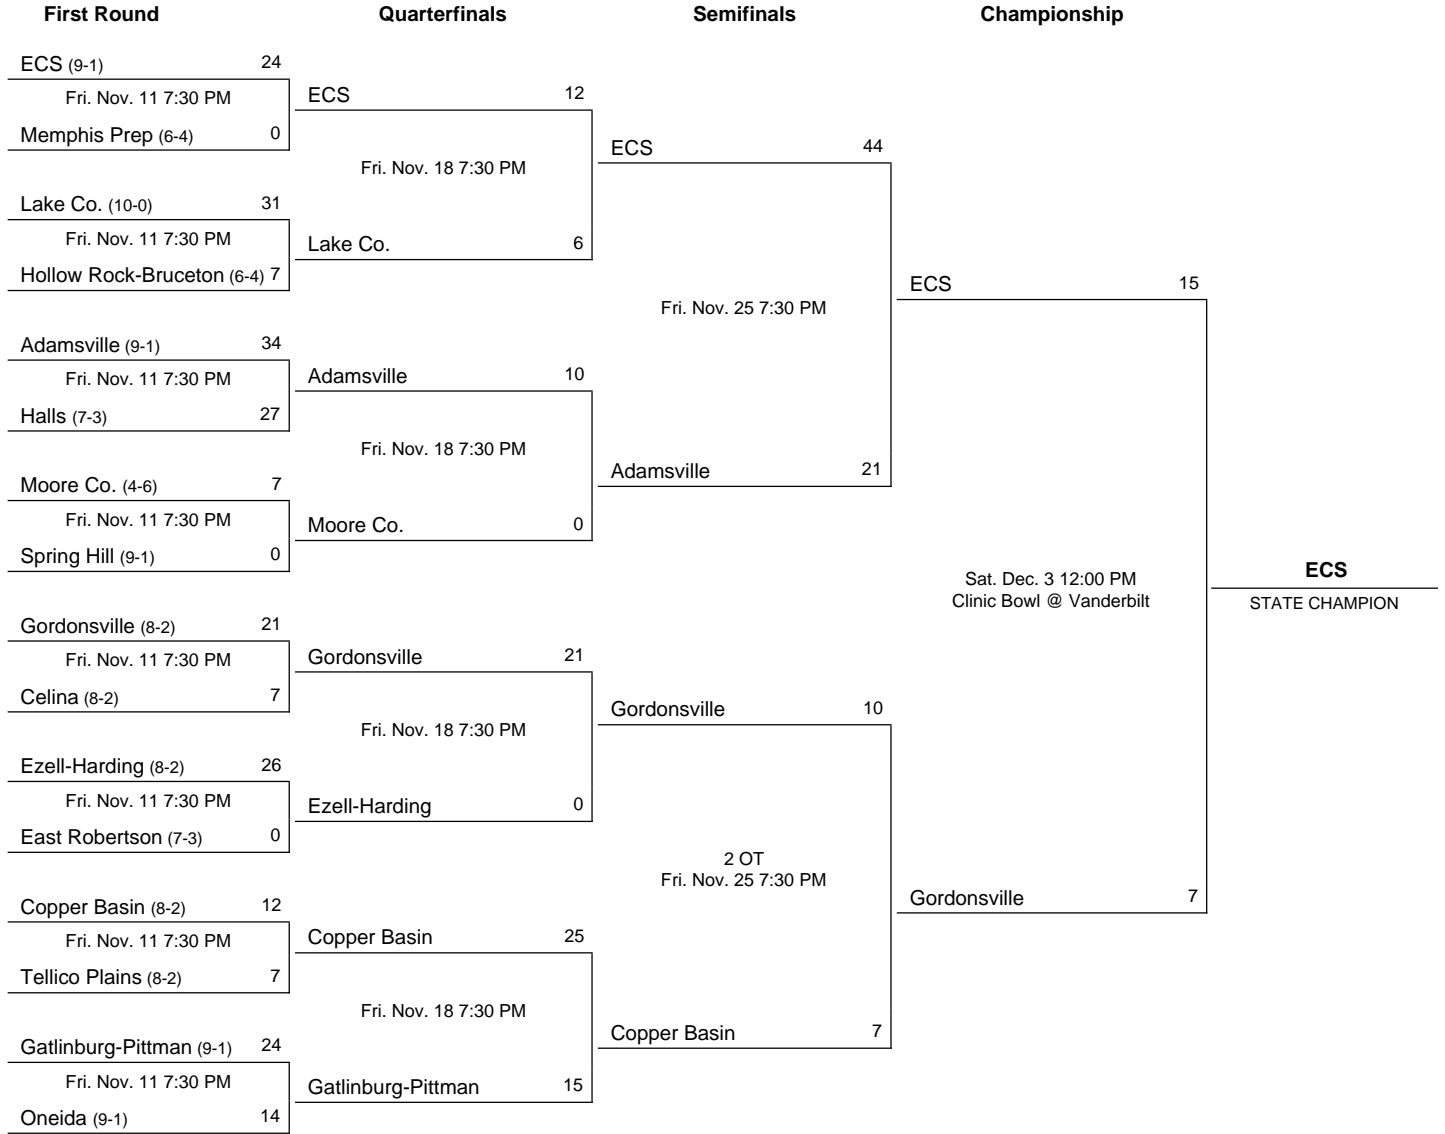 First Round Quarterfinals Semifinals Championship
ECS (9-1) 24
Fri. Nov. 11 7:30 PM
Memphis Prep (6-4) 0
ECS 12
Fri. Nov. 18 7:30 PM
Lake Co. 6
Lake Co. (10-0) 31
Fri. Nov. 11 7:30 PM
Hollow Rock-Bruceton (6-4) 7
ECS 44
Fri. Nov. 25 7:30 PM
Adamsville 21
Adamsville (9-1) 34
Fri. Nov. 11 7:30 PM
Halls (7-3) 27
Adamsville 10
Fri. Nov. 18 7:30 PM
Moore Co. 0
Moore Co. (4-6) 7
Fri. Nov. 11 7:30 PM
Spring Hill (9-1) 0
ECS 15
Sat. Dec. 3 12:00 PM
Clinic Bowl @ Vanderbilt
Gordonsville 7
ECS
STATE CHAMPION
Gordonsville (8-2) 21
Fri. Nov. 11 7:30 PM
Celina (8-2) 7
Gordonsville 21
Fri. Nov. 18 7:30 PM
Ezell-Harding 0
Ezell-Harding (8-2) 26
Fri. Nov. 11 7:30 PM
East Robertson (7-3) 0
Gordonsville 10
2 OT
Fri. Nov. 25 7:30 PM
Copper Basin 7
Copper Basin (8-2) 12
Fri. Nov. 11 7:30 PM
Tellico Plains (8-2) 7
Copper Basin 25
Fri. Nov. 18 7:30 PM
Gatlinburg-Pittman 15
Gatlinburg-Pittman (9-1) 24
Fri. Nov. 11 7:30 PM
Oneida (9-1) 14